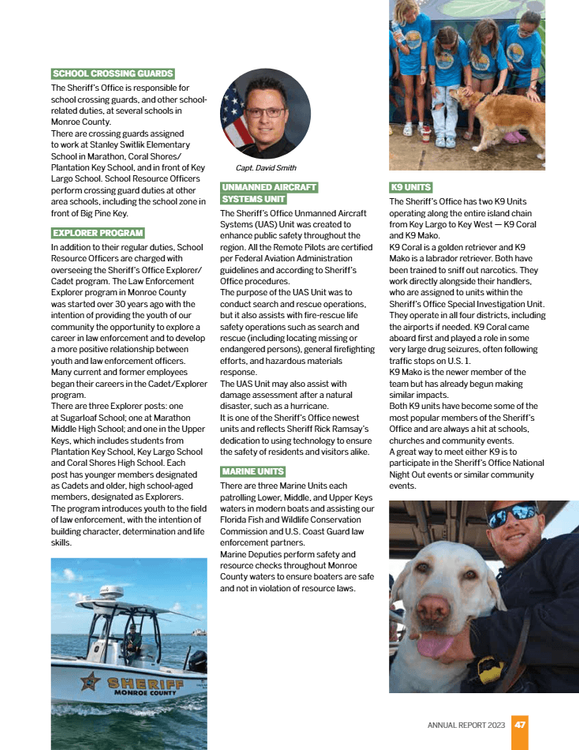 SCHOOL CROSSING GUARDS
The Sheriff's Office is responsible for
school crossing guards, and other school-
related duties, at several schools in
Monroe County.
There are crossing guards assigned
to work at Stanley Switlik Elementary
School in Marathon, Coral Shores/
Plantation Key School, and in front of Key
Largo School. School Resource Officers
perform crossing guard duties at other
area schools, including the school zone in
front of Big Pine Key.
EXPLORER PROGRAM
In addition to their regular duties, School
Resource Officers are charged with
overseeing the Sheriff's Office Explorer/
Cadet program. The Law Enforcement
Explorer program in Monroe County
was started over 30 years ago with the
intention of providing the youth of our
community the opportunity to explore a
career in law enforcement and to develop
a more positive relationship between
youth and law enforcement officers.
Many current and former employees
began their careers in the Cadet/Explorer
program.
There are three Explorer posts: one
at Sugarloaf School; one at Marathon
Middle High School; and one in the Upper
Keys, which includes students from
Plantation Key School, Key Largo School
and Coral Shores High School. Each
post has younger members designated
as Cadets and older, high school-aged
members, designated as Explorers.
The program introduces youth to the field
of law enforcement, with the intention of
building character, determination and life
skills.
SHERIFF
MONROE COUNTY
Capt. David Smith
UNMANNED AIRCRAFT
SYSTEMS UNIT
The Sheriff's Office Unmanned Aircraft
Systems (UAS) Unit was created to
enhance public safety throughout the
region. All the Remote Pilots are certified
per Federal Aviation Administration
guidelines and according to Sheriff's
Office procedures.
The purpose of the UAS Unit was to
conduct search and rescue operations,
but it also assists with fire-rescue life
safety operations such as search and
rescue (including locating missing or
endangered persons), general firefighting
efforts, and hazardous materials
response.
The UAS Unit may also assist with
damage assessment after a natural
disaster, such as a hurricane.
It is one of the Sheriff's Office newest
units and reflects Sheriff Rick Ramsay's
dedication to using technology to ensure
the safety of residents and visitors alike.
MARINE UNITS
There are three Marine Units each
patrolling Lower, Middle, and Upper Keys
waters in modern boats and assisting our
Florida Fish and Wildlife Conservation
Commission and U.S. Coast Guard law
enforcement partners.
Marine Deputies perform safety and
resource checks throughout Monroe
County waters to ensure boaters are safe
and not in violation of resource laws.
K9 UNITS
The Sheriff's Office has two K9 Units
operating along the entire island chain
from Key Largo to Key West — K9 Coral
and K9 Mako.
K9 Coral is a golden retriever and K9
Mako is a labrador retriever. Both have
been trained to sniff out narcotics. They
work directly alongside their handlers,
who are assigned to units within the
Sheriff's Office Special Investigation Unit.
They operate in all four districts, including
the airports if needed. K9 Coral came
aboard first and played a role in some
very large drug seizures, often following
traffic stops on U.S. 1.
K9 Mako is the newer member of the
team but has already begun making
similar impacts.
Both K9 units have become some of the
most popular members of the Sheriff's
Office and are always a hit at schools,
churches and community events.
A great way to meet either K9 is to
participate in the Sheriff's Office National
Night Out events or similar community
events.
ANNUAL REPORT 2023 47